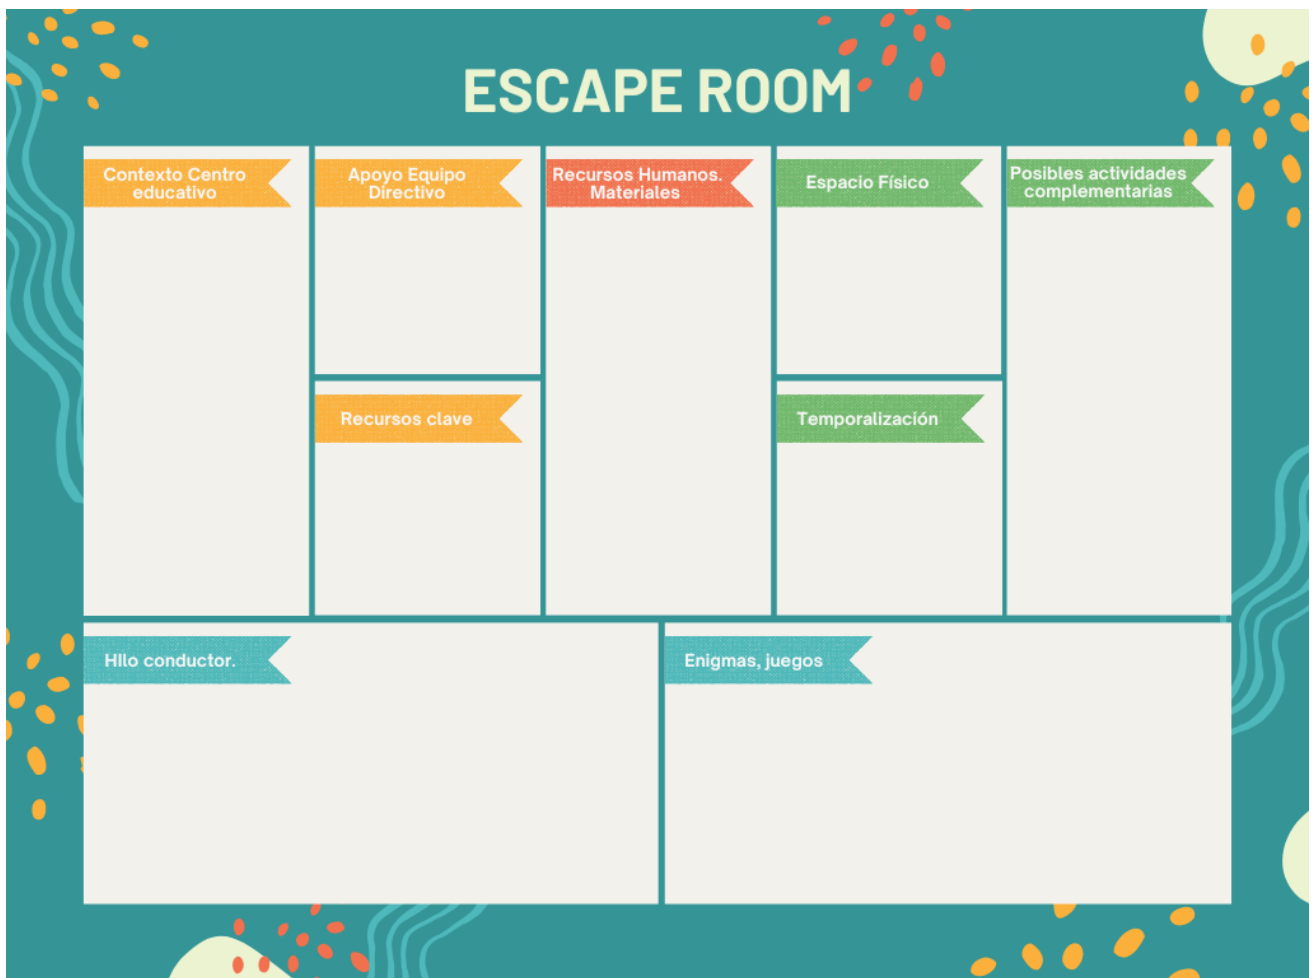 ESCAPE ROOM
Contexto Centro
educativo
Apoyo Equipo
Directivo
Recursos Humanos.
Materiales
Espacio Físico
Posibles actividades
complementarias
Recursos clave
Temporalización
HIlo conductor.
Enigmas, juegos